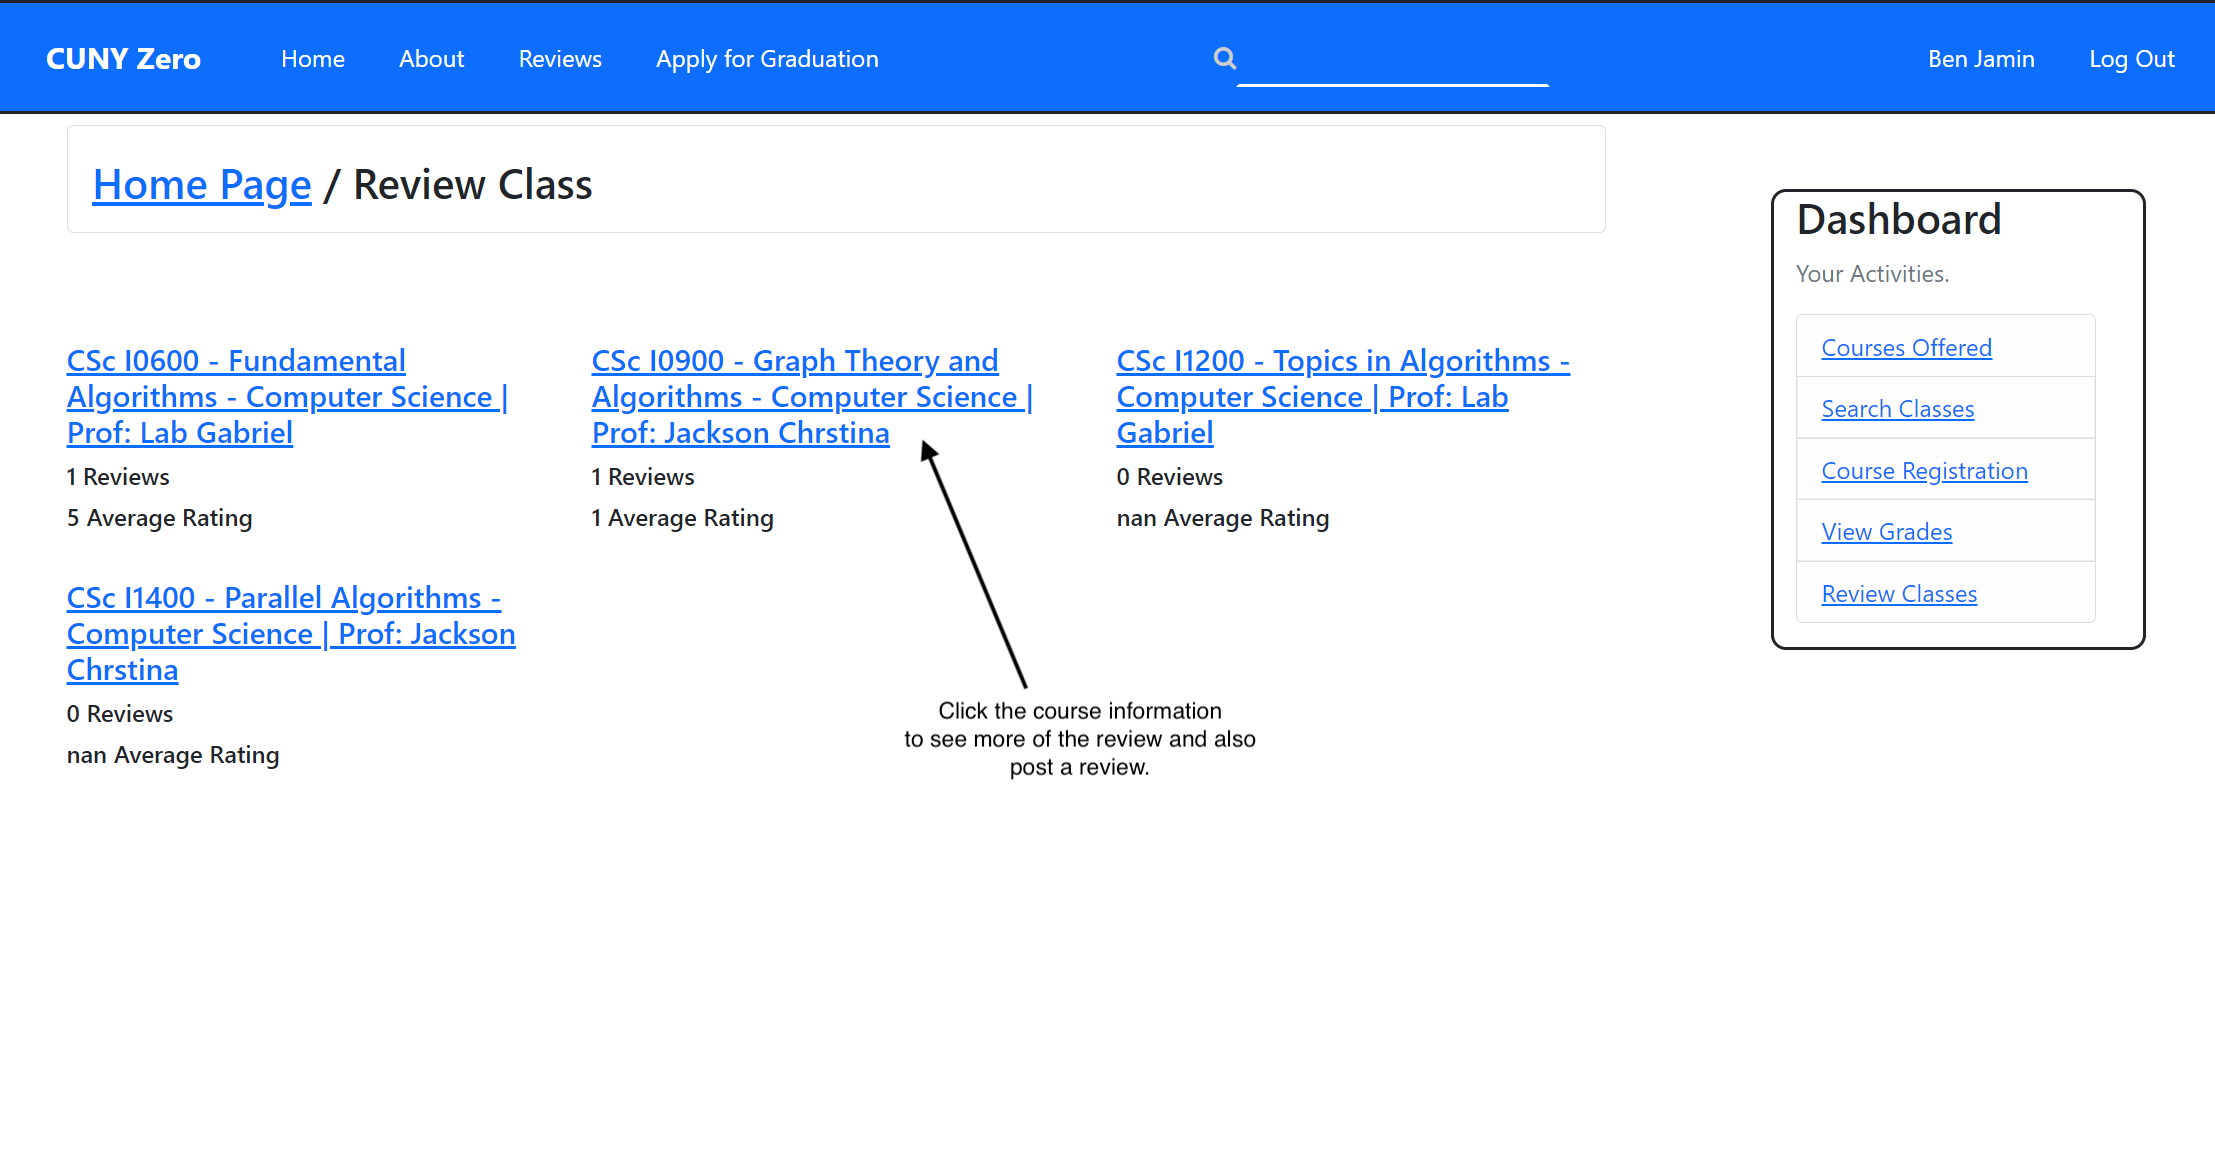 CUNY Zero Home About Reviews Apply for Graduation Ben Jamin Log Out
Home Page / Review Class
CSc I0600 - Fundamental
Algorithms - Computer Science |
Prof: Lab Gabriel
1 Reviews
5 Average Rating
CSc I0900 - Graph Theory and
Algorithms - Computer Science |
Prof: Jackson Chrstina
1 Reviews
1 Average Rating
CSc I1200 - Topics in Algorithms -
Computer Science | Prof: Lab
Gabriel
0 Reviews
nan Average Rating
CSc I1400 - Parallel Algorithms -
Computer Science | Prof: Jackson
Chrstina
0 Reviews
nan Average Rating
Click the course information
to see more of the review and also
post a review.
Dashboard
Your Activities.
Courses Offered
Search Classes
Course Registration
View Grades
Review Classes